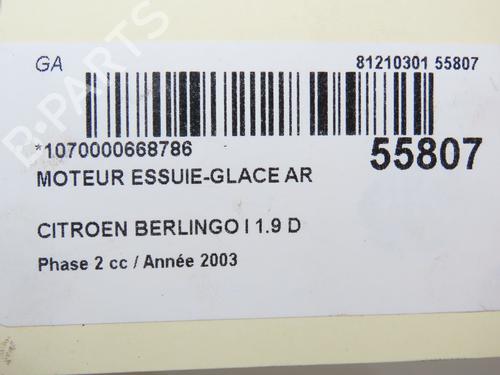 GA
81210301 55807
*1070000668786
55807
MOTEUR ESSUIE-GLACE AR
CITROEN BERLINGO I 1.9 D
Phase 2 cc / Année 2003
B-PARTS